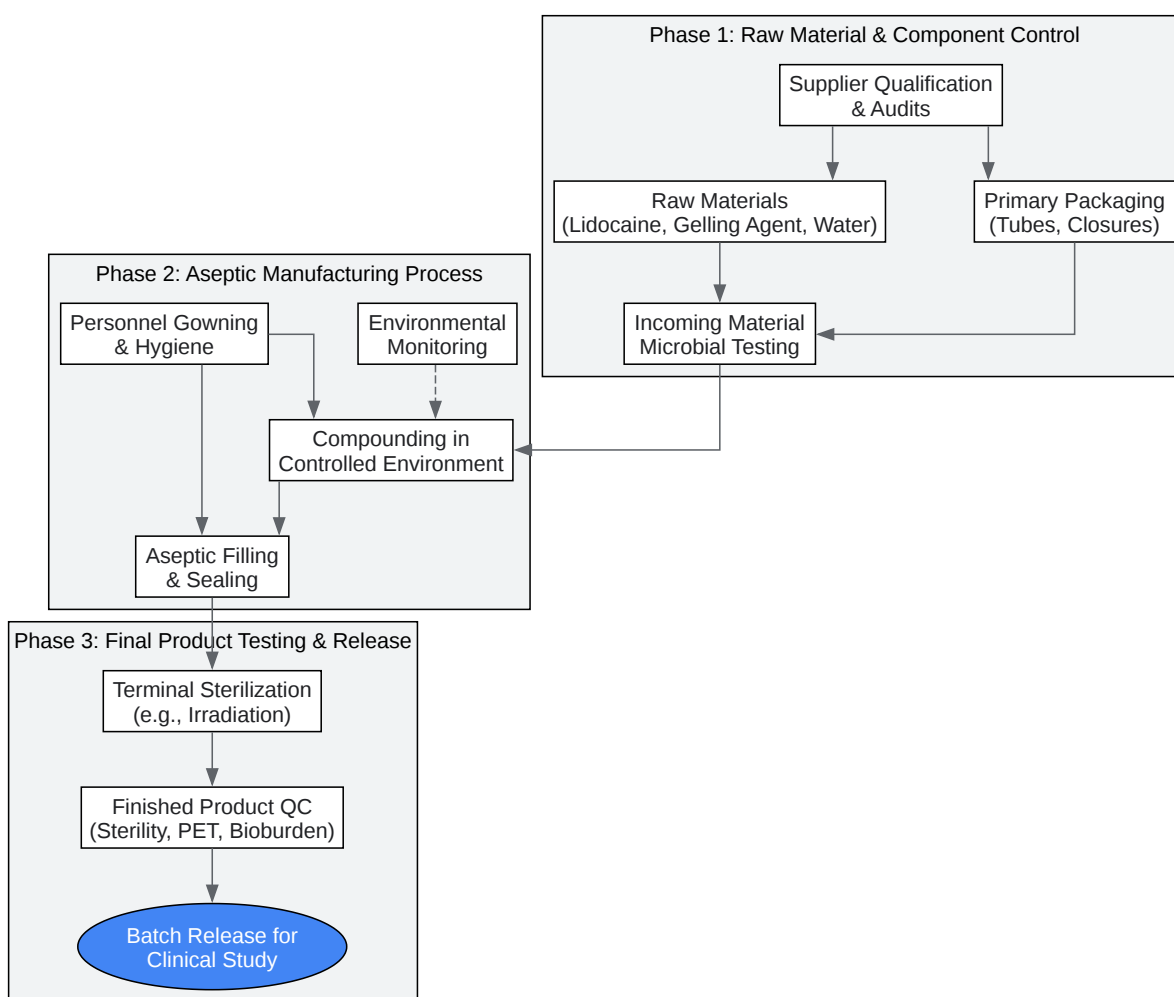 Phase 1: Raw Material & Component Control
Supplier Qualification
& Audits
Raw Materials
(Lidocaine, Gelling Agent, Water)
Primary Packaging
(Tubes, Closures)
Incoming Material
Microbial Testing
Phase 2: Aseptic Manufacturing Process
Personnel Gowning
& Hygiene
Environmental
Monitoring
Compounding in
Controlled Environment
Aseptic Filling
& Sealing
Phase 3: Final Product Testing & Release
Terminal Sterilization
(e.g., Irradiation)
Finished Product QC
(Sterility, PET, Bioburden)
Batch Release for
Clinical Study